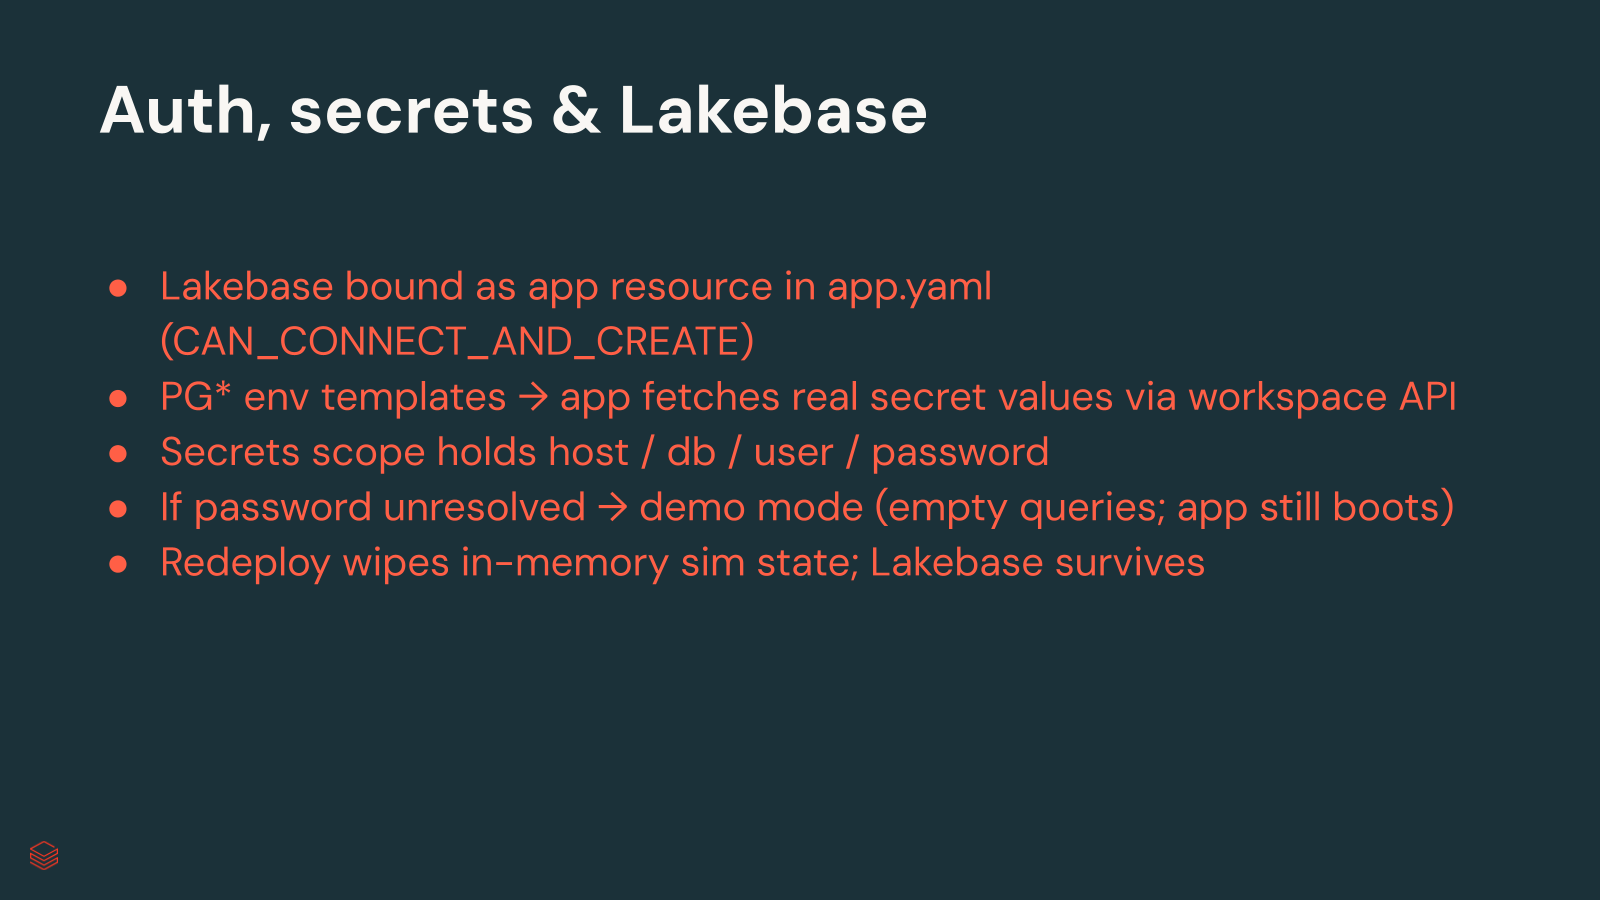 Auth, secrets & Lakebase
● Lakebase bound as app resource in app.yaml
(CAN_CONNECT_AND_CREATE)
● PG* env templates → app fetches real secret values via workspace API
● Secrets scope holds host / db / user / password
● If password unresolved → demo mode (empty queries; app still boots)
● Redeploy wipes in-memory sim state; Lakebase survives